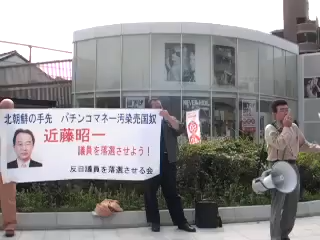 北朝鮮の手先　パチンコマネー汚染売国奴
近藤昭一
議員を落選させよう！
反日議員を落選させる会